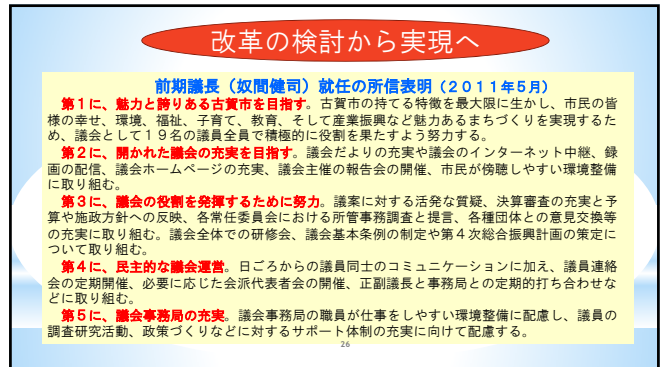 改革の検討から実現へ
前期議長（奴間健司）就任の所信表明（２０１１年５月）
第１に、魅力と誇りある古賀市を目指す。古賀市の持てる特徴を最大限に生かし、市民の皆
様の幸せ、環境、福祉、子育て、教育、そして産業振興など魅力あるまちづくりを実現するた
め、議会として１９名の議員全員で積極的に役割を果たすよう努力する。
第２に、開かれた議会の充実を目指す。議会だよりの充実や議会のインターネット中継、録
画の配信、議会ホームページの充実、議会主催の報告会の開催、市民が傍聴しやすい環境整備
に取り組む。
第３に、議会の役割を発揮するために努力。議案に対する活発な質疑、決算審査の充実と予
算や施政方針への反映、各常任委員会における所管事務調査と提言、各種団体との意見交換等
の充実に取り組む。議会全体での研修会、議会基本条例の制定や第４次総合振興計画の策定に
ついて取り組む。
第４に、民主的な議会運営。日ごろからの議員同士のコミュニケーションに加え、議員連絡
会の定期開催、必要に応じた会派代表者会の開催、正副議長と事務局との定期的打ち合わせな
どに取り組む。
第５に、議会事務局の充実。議会事務局の職員が仕事をしやすい環境整備に配慮し、議員の
調査研究活動、政策づくりなどに対するサポート体制の充実に向けて配慮する。
26